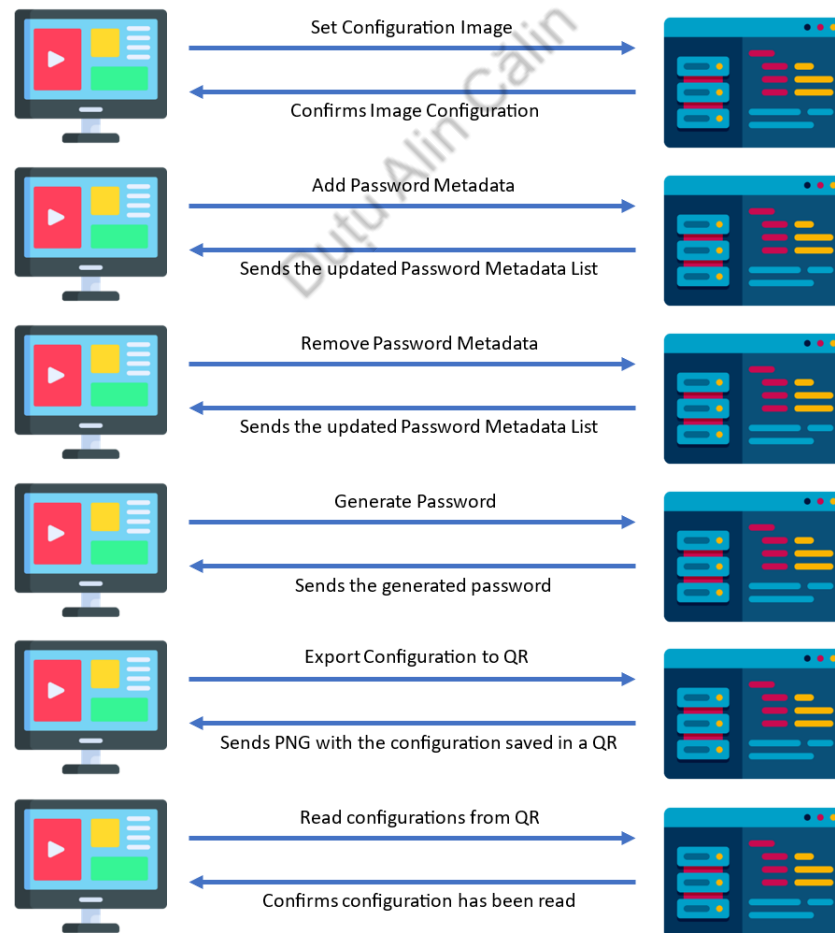 Set Configuration Image
Confirms Image Configuration
Duțu Alin Călin
Add Password Metadata
Sends the updated Password Metadata List
Remove Password Metadata
Sends the updated Password Metadata List
Generate Password
Sends the generated password
Export Configuration to QR
Sends PNG with the configuration saved in a QR
Read configurations from QR
Confirms configuration has been read